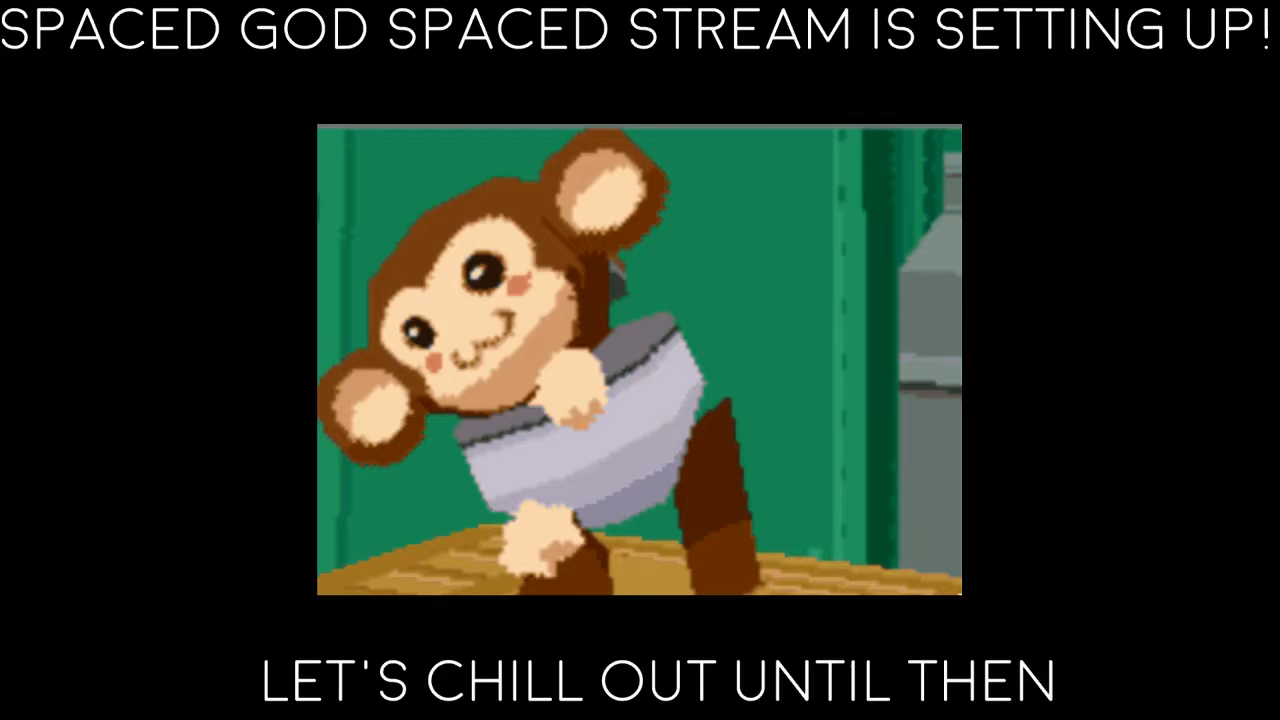 SPACED GOD SPACED STREAM IS SETTING UP!
LET'S CHILL OUT UNTIL THEN